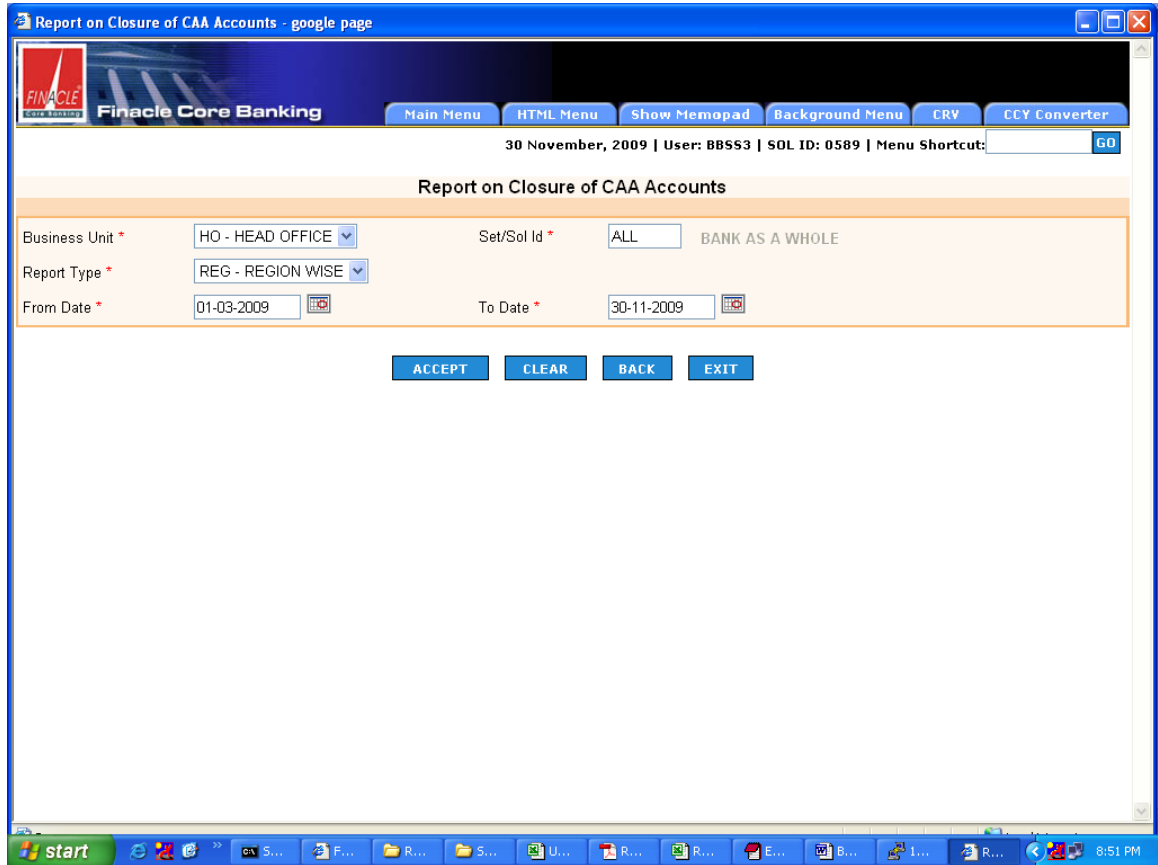 Report on Closure of CAA Accounts - google page
FINACLE
Core Banking
Finacle Core Banking
Main Menu HTML Menu Show Memopad Background Menu CRV CCY Converter
30 November, 2009 | User: BBSS3 | SOL ID: 0589 | Menu Shortcut: GO
Report on Closure of CAA Accounts
Business Unit * HO - HEAD OFFICE Set/Sol Id * ALL BANK AS A WHOLE
Report Type * REG - REGION WISE
From Date * 01-03-2009 To Date * 30-11-2009
ACCEPT CLEAR BACK EXIT
start » S... F... R... S... U... R... R... E... B... 1... R... 8:51 PM